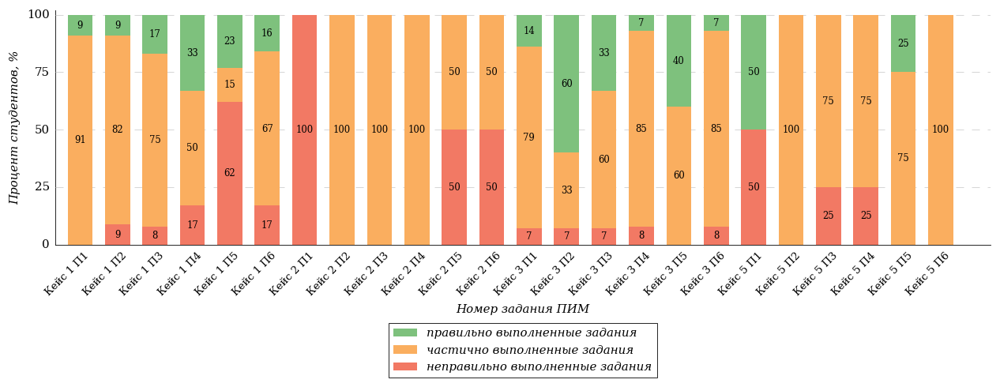 Процент студентов, %
100
75
50
25
0
9 9 17 33 23 16 14 60 33 7 40 7 50 25
91 82 75 50 15 67 100 100 100 100 50 50 79 33 60 85 60 85 100 75 75 75 100
9 8 17 62 17 50 50 7 7 7 8 8 50 25 25
Кейс 1 П1
Кейс 1 П2
Кейс 1 П3
Кейс 1 П4
Кейс 1 П5
Кейс 1 П6
Кейс 2 П1
Кейс 2 П2
Кейс 2 П3
Кейс 2 П4
Кейс 2 П5
Кейс 2 П6
Кейс 3 П1
Кейс 3 П2
Кейс 3 П3
Кейс 3 П4
Кейс 3 П5
Кейс 3 П6
Кейс 5 П1
Кейс 5 П2
Кейс 5 П3
Кейс 5 П4
Кейс 5 П5
Кейс 5 П6
Номер задания ПИМ
правильно выполненные задания
частично выполненные задания
неправильно выполненные задания